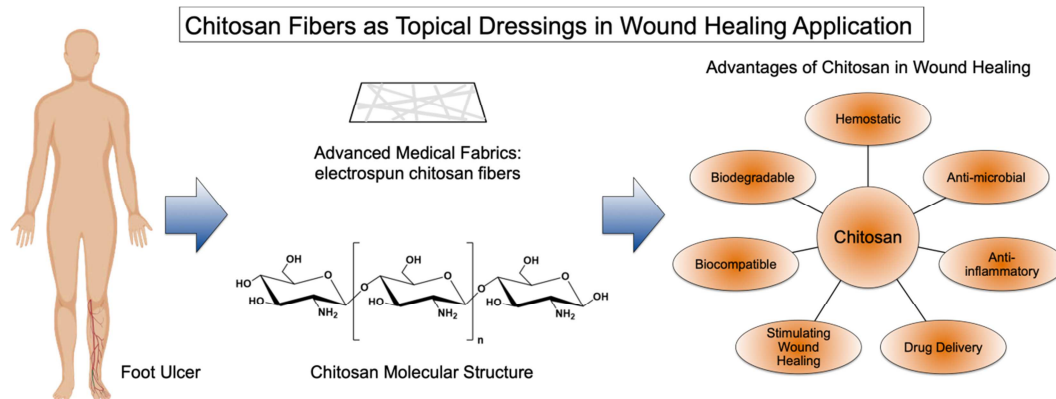 Chitosan Fibers as Topical Dressings in Wound Healing Application
Advanced Medical Fabrics:
electrospun chitosan fibers
OH
OH
OH
HO
O
O
O
O
O
OH
HO
HO
HO
HO
NH2
NH2
NH2
n
Foot Ulcer
Chitosan Molecular Structure
Advantages of Chitosan in Wound Healing
Hemostatic
Biodegradable
Anti-microbial
Chitosan
Biocompatible
Anti-
inflammatory
Stimulating
Wound
Healing
Drug Delivery